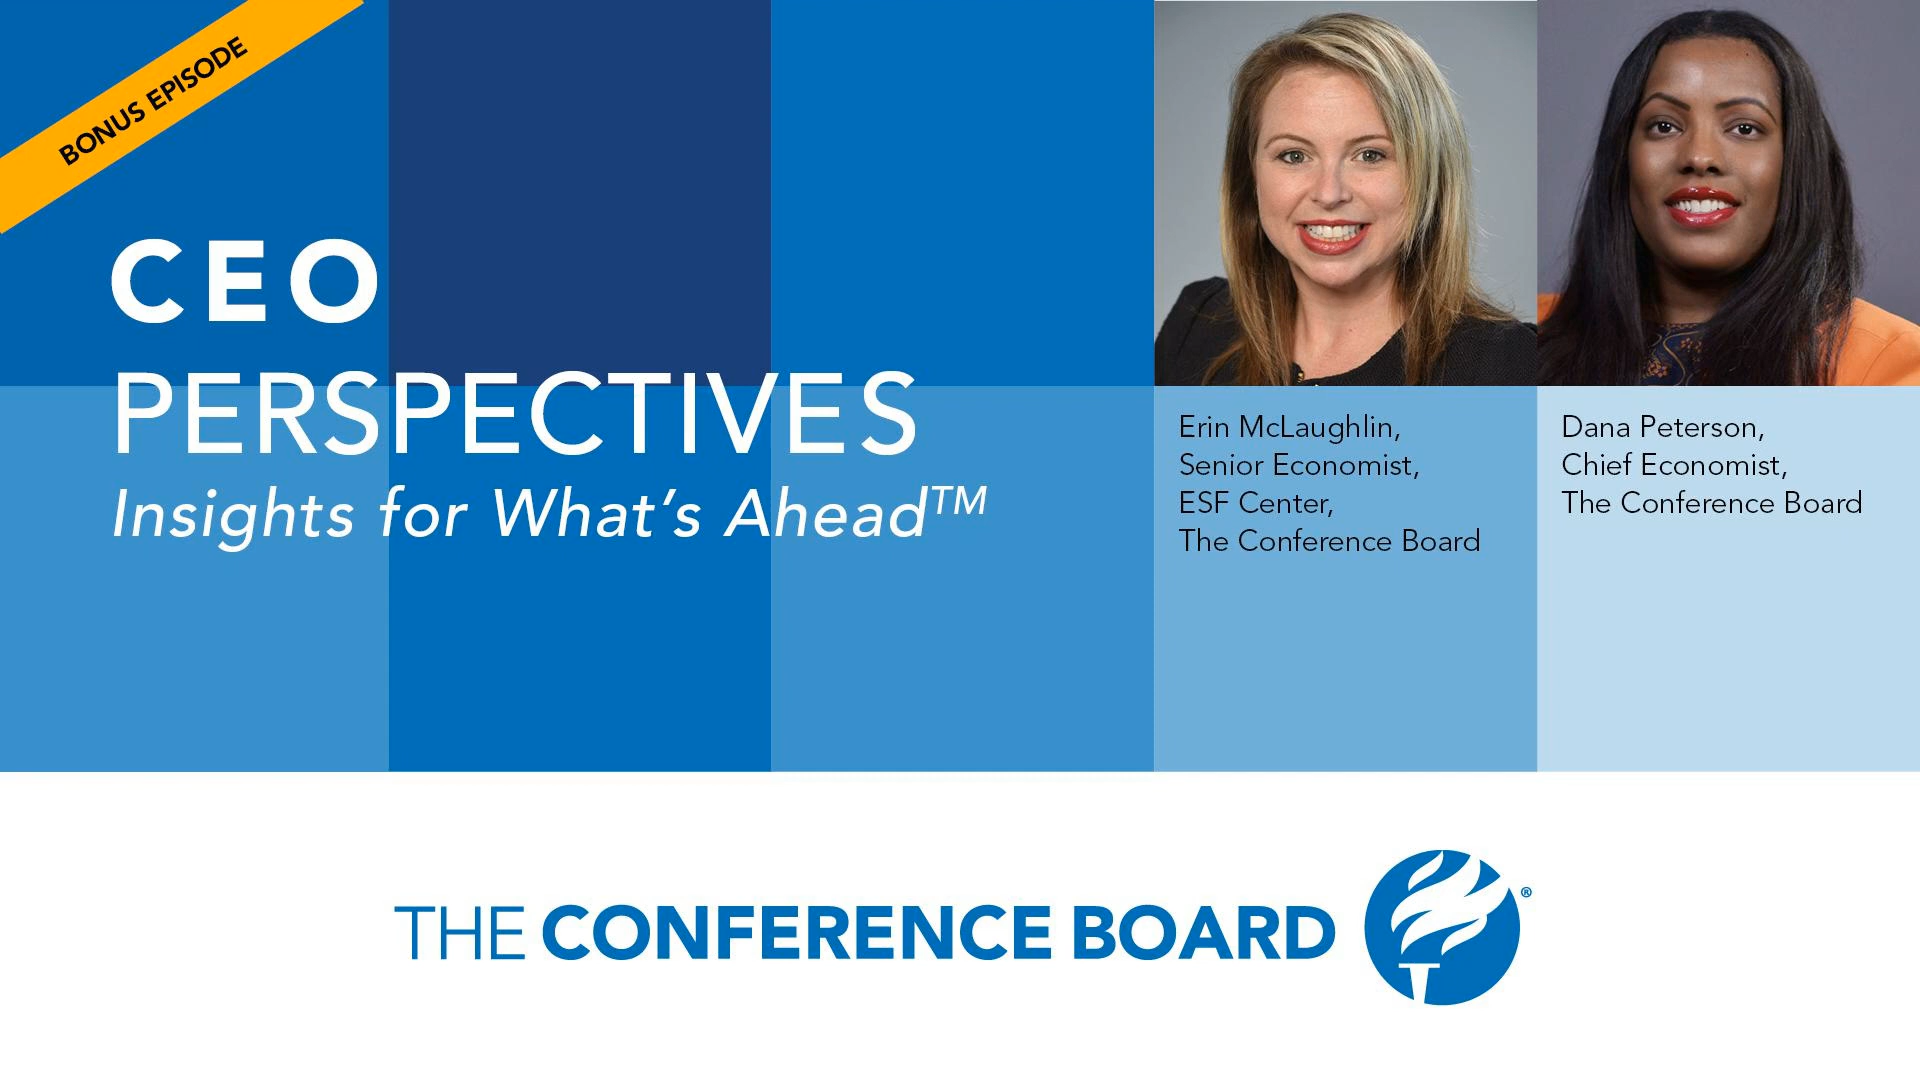 BONUS EPISODE
CEO
PERSPECTIVES
Insights for What's Ahead™
Erin McLaughlin,
Senior Economist,
ESF Center,
The Conference Board
Dana Peterson,
Chief Economist,
The Conference Board
THE CONFERENCE BOARD ®